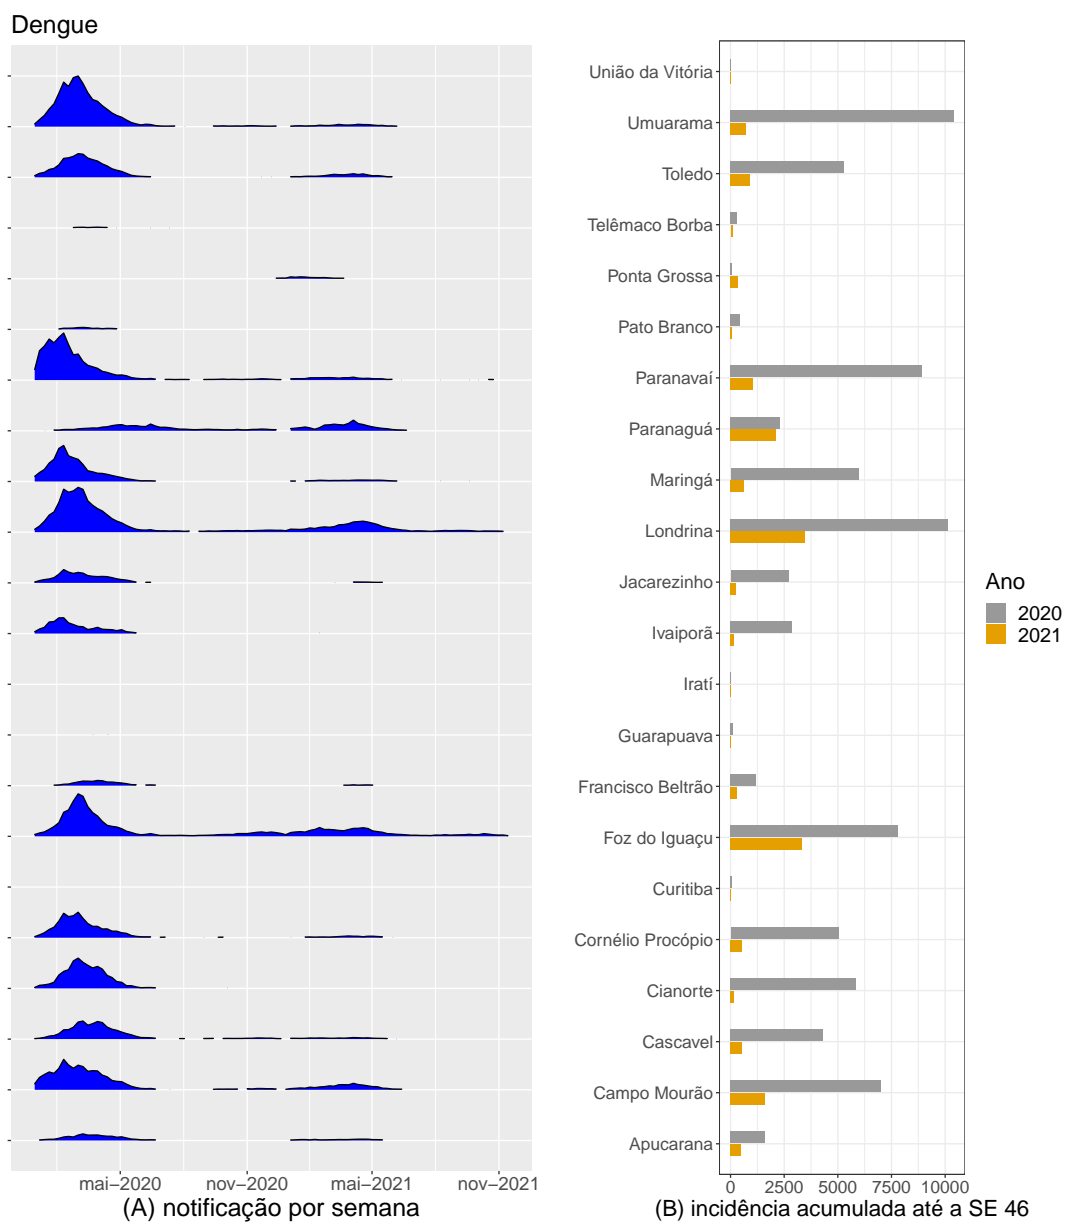 Dengue
União da Vitória
Umuarama
Toledo
Telêmaco Borba
Ponta Grossa
Pato Branco
Paranavaí
Paranaguá
Maringá
Londrina
Jacarezinho
Ivaiporã
Iratí
Guarapuava
Francisco Beltrão
Foz do Iguaçu
Curitiba
Cornélio Procópio
Cianorte
Cascavel
Campo Mourão
Apucarana
Ano
2020
2021
mai−2020 nov−2020 mai−2021 nov−2021
(A) notificação por semana
0 2500 5000 7500 10000
(B) incidência acumulada até a SE 46